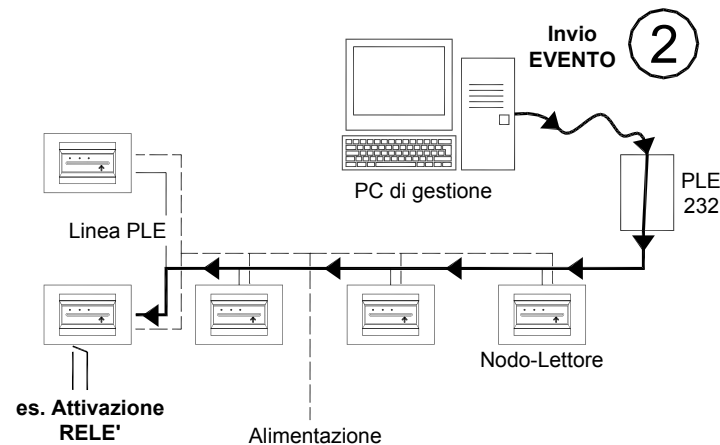 Invio
EVENTO
2
PC di gestione
PLE
232
Linea PLE
Nodo-Lettore
es. Attivazione
RELE'
Alimentazione